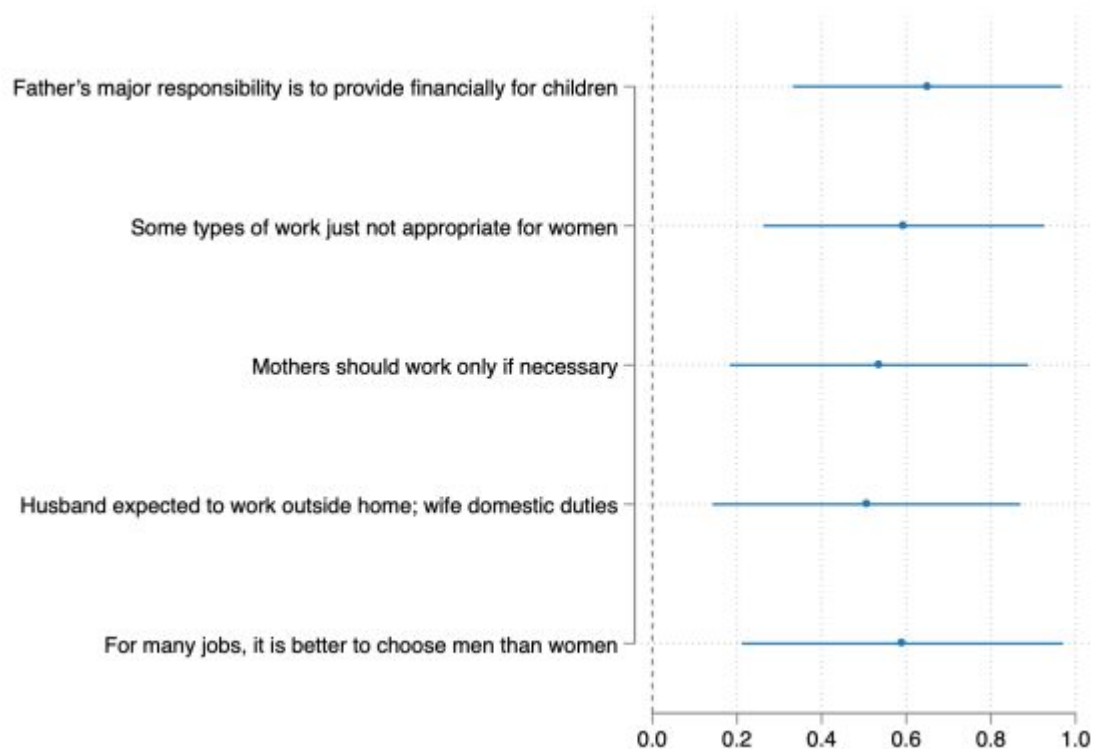 Father’s major responsibility is to provide financially for children
Some types of work just not appropriate for women
Mothers should work only if necessary
Husband expected to work outside home; wife domestic duties
For many jobs, it is better to choose men than women
0.0 0.2 0.4 0.6 0.8 1.0